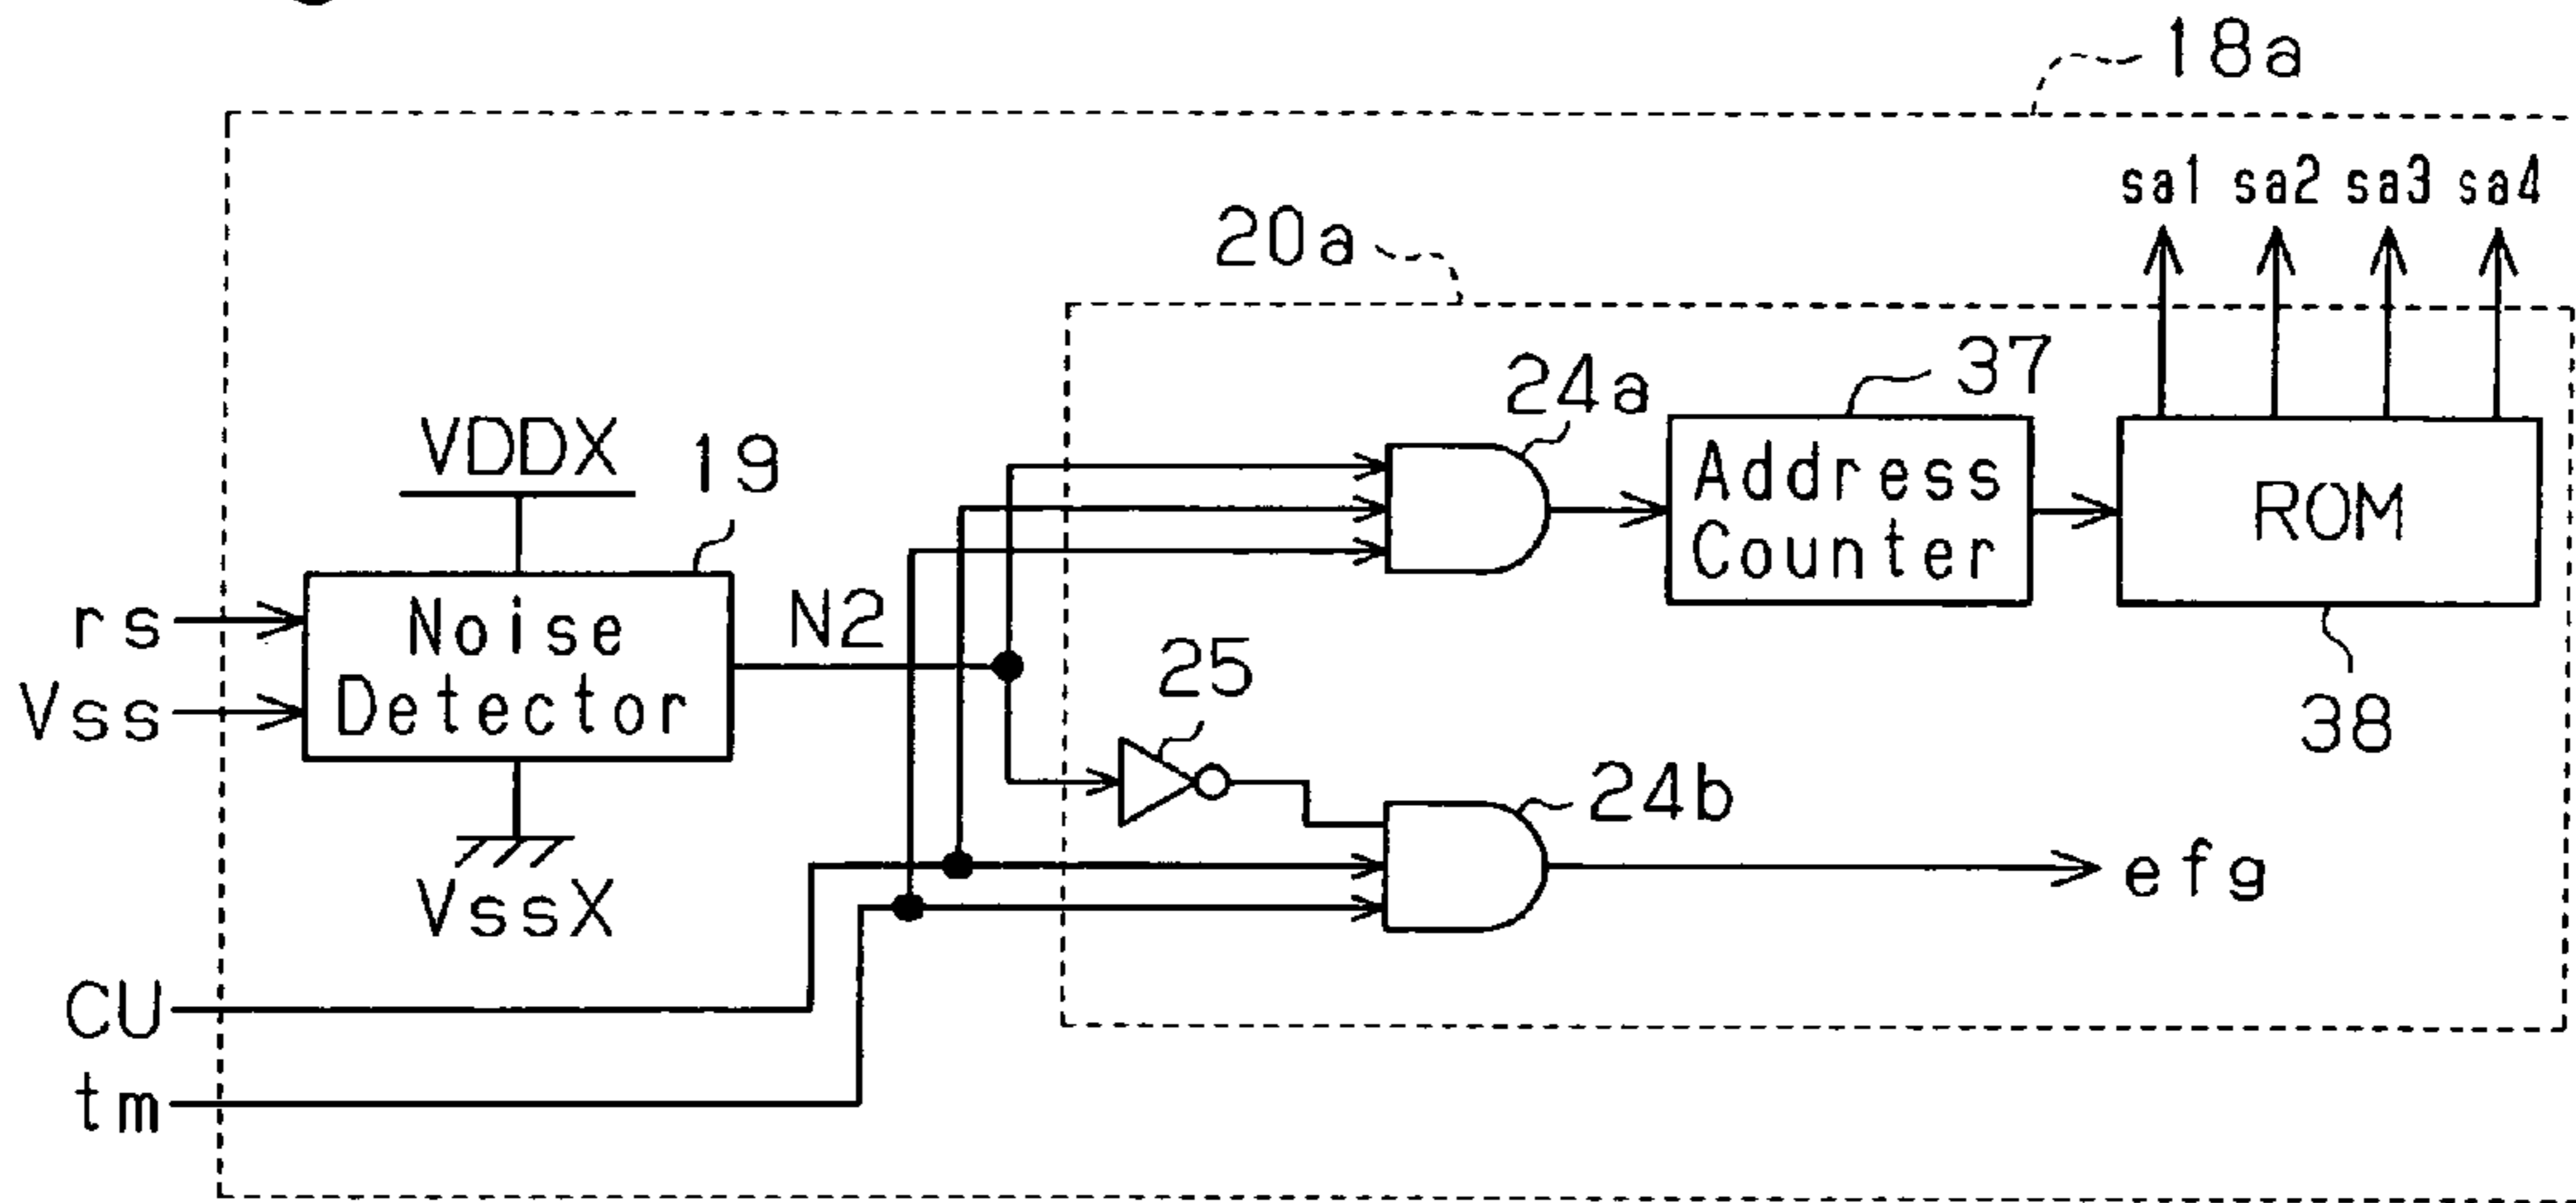 18a
sa1 sa2 sa3 sa4
20a
37
24a
VDDX
19
Address
Counter
ROM
rs
Noise
Detector
N2
Vss
25
38
24b
efg
VssX
CU
tm